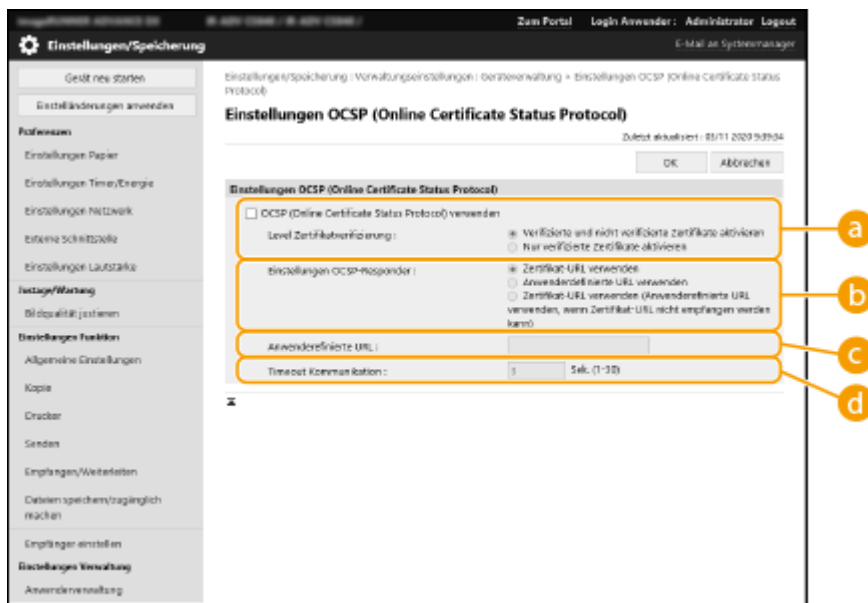 Zum Portal Login Anwender : Administrator Logout
Einstellungen/Speicherung E-Mail an Systemmanager
Gerät neu starten
Einstelländerungen anwenden
Präferenzen
Einstellungen Papier
Einstellungen Timer/Energie
Einstellungen Netzwerk
Externe Schnittstelle
Einstellungen Lautstärke
Justage/Wartung
Bildqualität justieren
Einstellungen Funktion
Allgemeine Einstellungen
Kopie
Drucker
Senden
Empfangen/Weiterleiten
Dateien speichern/zugänglich
machen
Empfänger einstellen
Einstellungen Verwaltung
Anwenderverwaltung
Einstellungen/Speicherung : Verwaltungseinstellungen : Geräteverwaltung > Einstellungen OCSP (Online Certificate Status
Protocol)
Einstellungen OCSP (Online Certificate Status Protocol)
Zuletzt aktualisiert : 03/11 2020 9:39:34
OK Abbrechen
Einstellungen OCSP (Online Certificate Status Protocol)
OCSP (Online Certificate Status Protocol) verwenden
Level Zertifikatverifizierung : Verifizierte und nicht verifizierte Zertifikate aktivieren
Nur verifizierte Zertifikate aktivieren
a
Einstellungen OCSP-Responder : Zertifikat-URL verwenden
Anwenderdefinierte URL verwenden
Zertifikat-URL verwenden (Anwenderefinierte URL
verwenden, wenn Zertifikat-URL nicht empfangen werden
kann)
b
Anwenderefinierte URL :
c
Timeout Kommunikation : 3 Sek. (1-30)
d